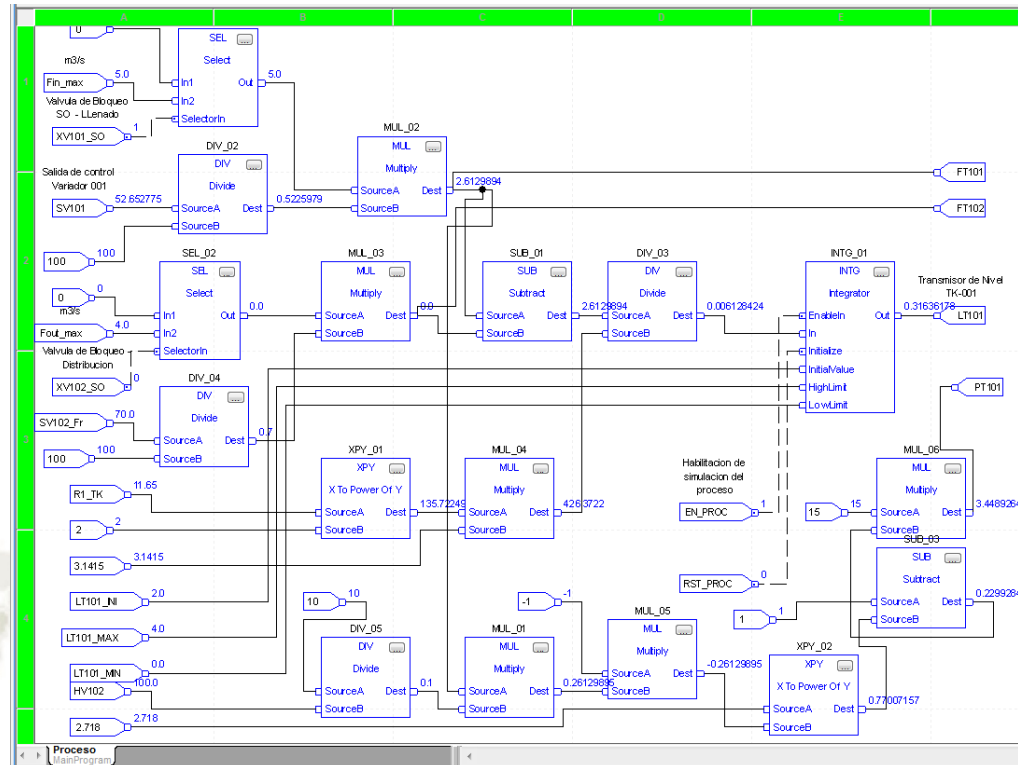 A B C D E
0
SEL ...
Select
m3/s
Fin_max 5.0
In1 Out 5.0
In2
SelectorIn
Valvula de Bloqueo
SO - LLenado
XV101_SO 1
MUL_02
MUL ...
Multiply
SourceA Dest 2.6129894
SourceB
DIV_02
DIV ...
Divide
SourceA Dest 0.5225979
SourceB
Salida de control
Variador 001
SV101 52.652775
100 100
FT101
FT102
SEL_02
SEL ...
Select
In1 Out 0.0
In2
SelectorIn
0 0
m3/s
Fout_max 4.0
Valvula de Bloqueo
Distribucion
XV102_SO 0
MUL_03
MUL ...
Multiply
SourceA Dest 0.0
SourceB
SUB_01
SUB ...
Subtract
SourceA Dest 2.6129894
SourceB
DIV_03
DIV ...
Divide
SourceA Dest 0.006128424
SourceB
INTG_01
INTG ...
Integrator
EnableIn Out 0.31636178
In
Initialize
InitialValue
HighLimit
LowLimit
Transmisor de Nivel
TK-001
LT101
PT101
DIV_04
DIV ...
Divide
SourceA Dest 0.7
SourceB
SV102_Fr 70.0
100 100
R1_TK 11.65
2 2
3.1415 3.1415
XPY_01
XPY ...
X To Power Of Y
SourceA Dest 135.72249
SourceB
MUL_04
MUL ...
Multiply
SourceA Dest 426.3722
SourceB
Habilitacion de
simulacion del
proceso
EN_PROC 1
RST_PROC 0
MUL_06
MUL ...
Multiply
15 15
SourceA Dest 3.4489264
SourceB
SUB_03
SUB ...
Subtract
1 1
SourceA Dest 0.2299284
SourceB
LT101_INI 2.0
LT101_MAX 4.0
LT101_MIN 0.0
HV102 100.0
2.718 2.718
10 10
DIV_05
DIV ...
Divide
SourceA Dest 0.1
SourceB
-1 -1
MUL_01
MUL ...
Multiply
SourceA Dest 0.26129895
SourceB
MUL_05
MUL ...
Multiply
SourceA Dest -0.26129895
SourceB
XPY_02
XPY ...
X To Power Of Y
SourceA Dest 0.77007157
SourceB
Proceso
MainProgram